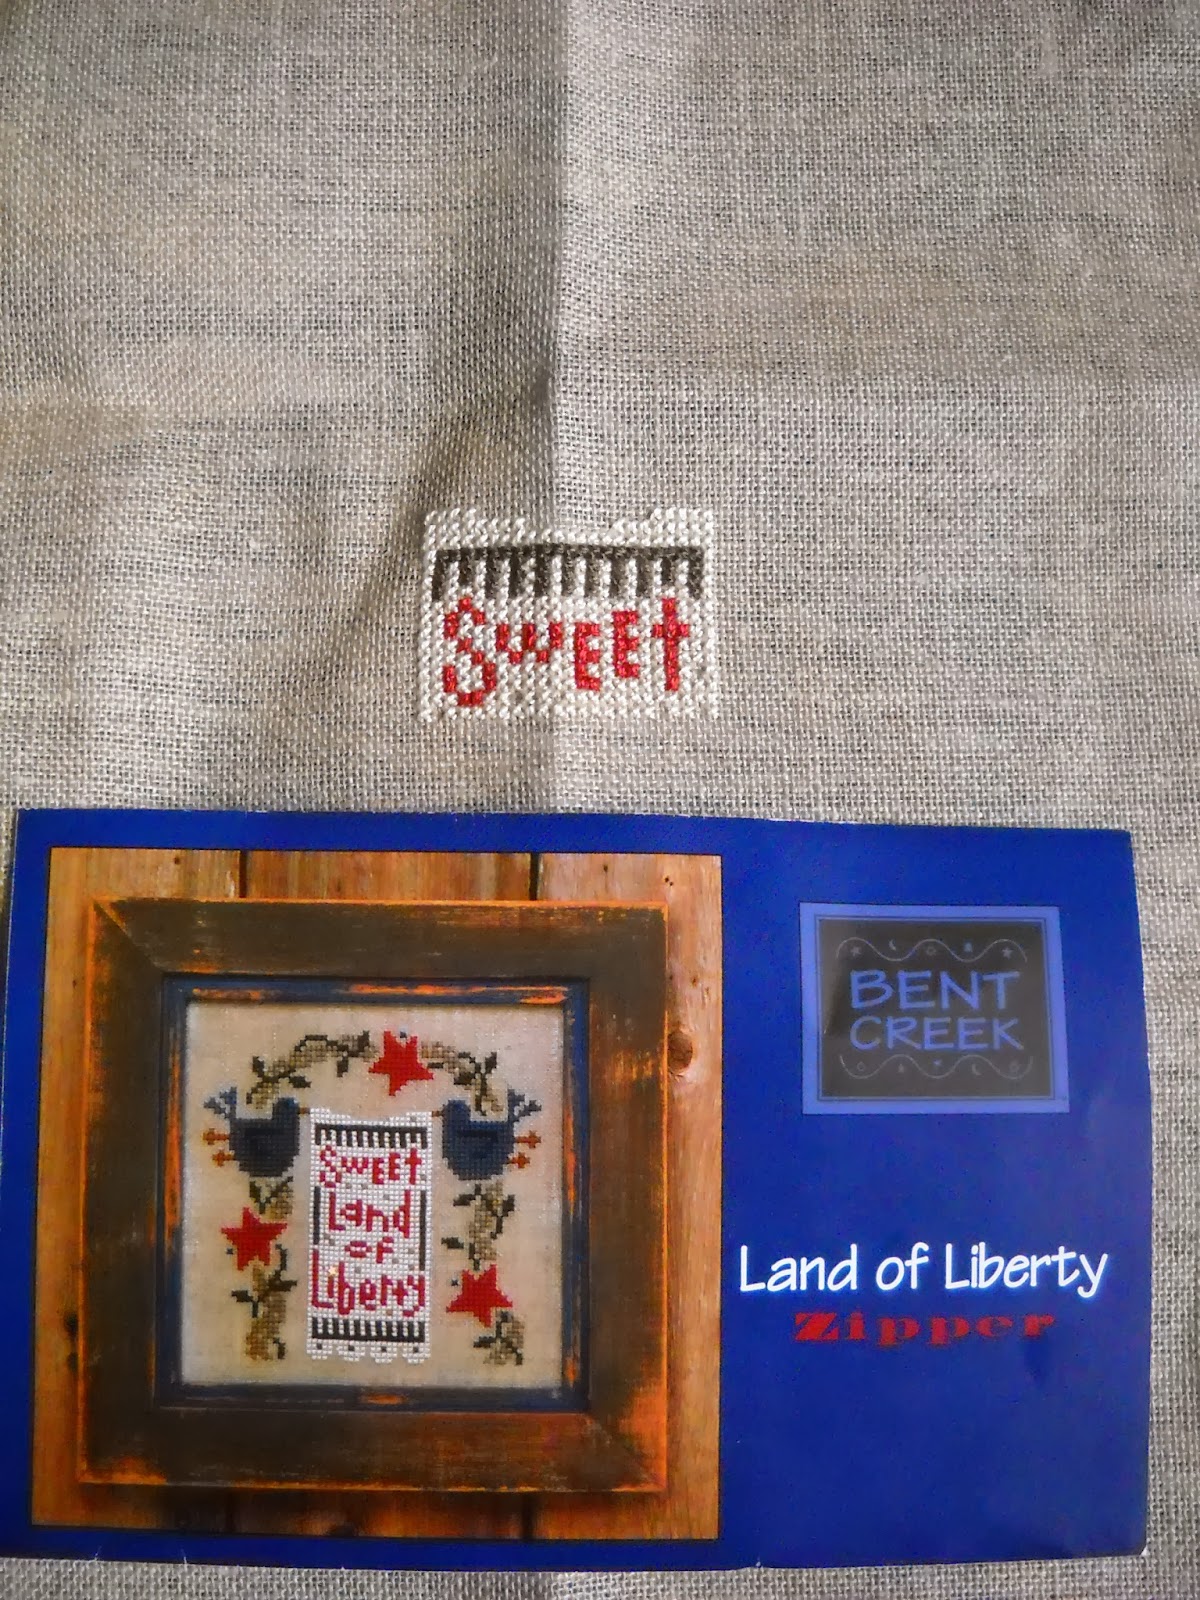 SWEEt
BENT
CREEK
SWEEt
Land
of
Liberty
Land of Liberty
Zipper